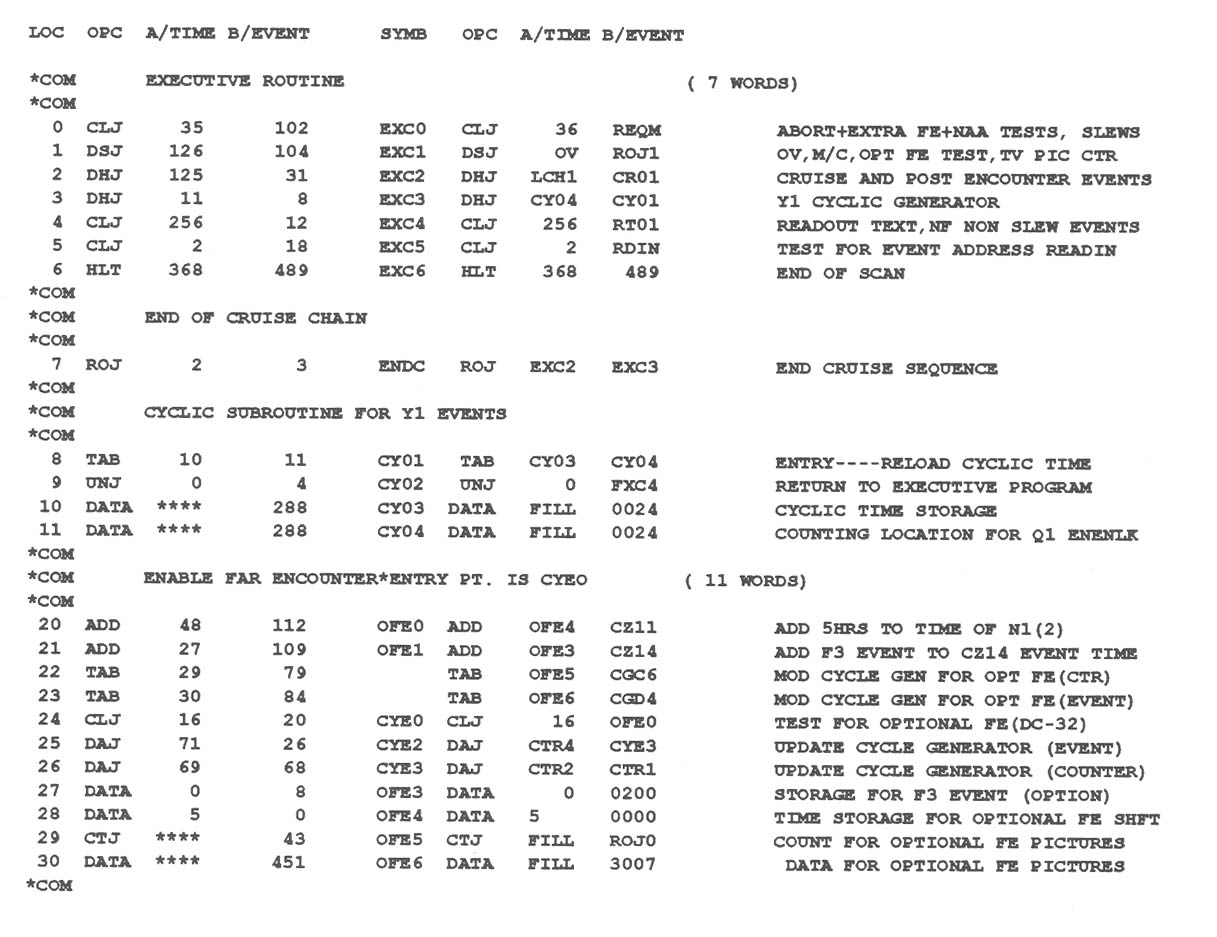 LOC OPC A/TIME B/EVENT SYMB OPC A/TIME B/EVENT
*COM EXECUTIVE ROUTINE ( 7 WORDS)
*COM
0 CLJ 35 102 EXC0 CLJ 36 REQM ABORT+EXTRA FE+NAA TESTS, SLEWS
1 DSJ 126 104 EXC1 DSJ OV ROJ1 OV,M/C,OPT FE TEST,TV PIC CTR
2 DHJ 125 31 EXC2 DHJ LCH1 CR01 CRUISE AND POST ENCOUNTER EVENTS
3 DHJ 11 8 EXC3 DHJ CY04 CY01 Y1 CYCLIC GENERATOR
4 CLJ 256 12 EXC4 CLJ 256 RT01 READOUT TEXT,NF NON SLEW EVENTS
5 CLJ 2 18 EXC5 CLJ 2 RDIN TEST FOR EVENT ADDRESS READIN
6 HLT 368 489 EXC6 HLT 368 489 END OF SCAN
*COM
*COM END OF CRUISE CHAIN
*COM
7 ROJ 2 3 ENDC ROJ EXC2 EXC3 END CRUISE SEQUENCE
*COM
*COM CYCLIC SUBROUTINE FOR Y1 EVENTS
*COM
8 TAB 10 11 CY01 TAB CY03 CY04 ENTRY----RELOAD CYCLIC TIME
9 UNJ 0 4 CY02 UNJ 0 FXC4 RETURN TO EXECUTIVE PROGRAM
10 DATA **** 288 CY03 DATA FILL 0024 CYCLIC TIME STORAGE
11 DATA **** 288 CY04 DATA FILL 0024 COUNTING LOCATION FOR Q1 ENENLK
*COM
*COM ENABLE FAR ENCOUNTER*ENTRY PT. IS CYEO ( 11 WORDS)
*COM
20 ADD 48 112 OFE0 ADD OFE4 CZ11 ADD 5HRS TO TIME OF N1(2)
21 ADD 27 109 OFE1 ADD OFE3 CZ14 ADD F3 EVENT TO CZ14 EVENT TIME
22 TAB 29 79 TAB OFE5 CGC6 MOD CYCLE GEN FOR OPT FE(CTR)
23 TAB 30 84 TAB OFE6 CGD4 MOD CYCLE GEN FOR OPT FE(EVENT)
24 CLJ 16 20 CYE0 CLJ 16 OFE0 TEST FOR OPTIONAL FE(DC-32)
25 DAJ 71 26 CYE2 DAJ CTR4 CYE3 UPDATE CYCLE GENERATOR (EVENT)
26 DAJ 69 68 CYE3 DAJ CTR2 CTR1 UPDATE CYCLE GENERATOR (COUNTER)
27 DATA 0 8 OFE3 DATA 0 0200 STORAGE FOR F3 EVENT (OPTION)
28 DATA 5 0 OFE4 DATA 5 0000 TIME STORAGE FOR OPTIONAL FE SHFT
29 CTJ **** 43 OFE5 CTJ FILL ROJ0 COUNT FOR OPTIONAL FE PICTURES
30 DATA **** 451 OFE6 DATA FILL 3007 DATA FOR OPTIONAL FE PICTURES
*COM